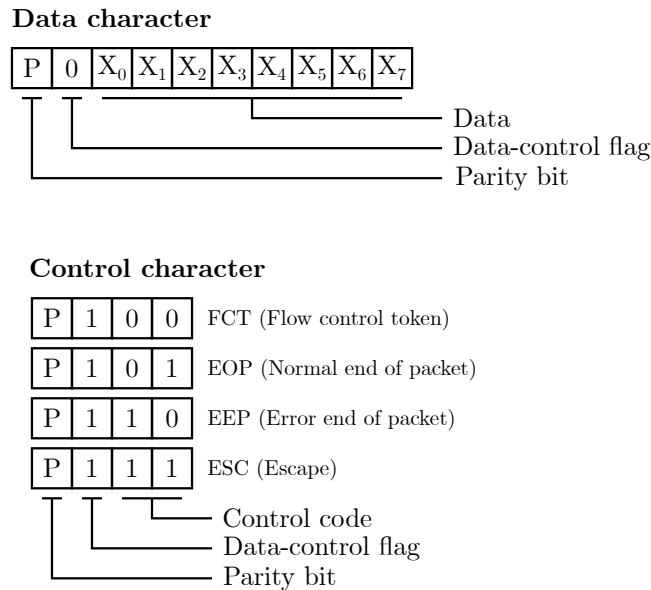 Data character
P 0 X₀ X₁ X₂ X₃ X₄ X₅ X₆ X₇
Data
Data-control flag
Parity bit
Control character
P 1 0 0 FCT (Flow control token)
P 1 0 1 EOP (Normal end of packet)
P 1 1 0 EEP (Error end of packet)
P 1 1 1 ESC (Escape)
Control code
Data-control flag
Parity bit